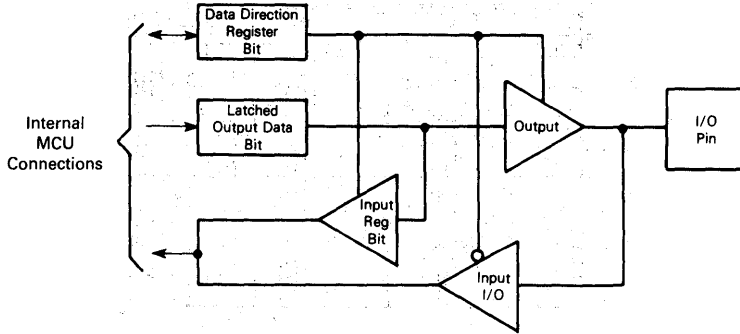 Data Direction
Register
Bit
Internal
MCU
Connections
Latched
Output Data
Bit
Output
I/O
Pin
Input
Reg
Bit
Input
I/O